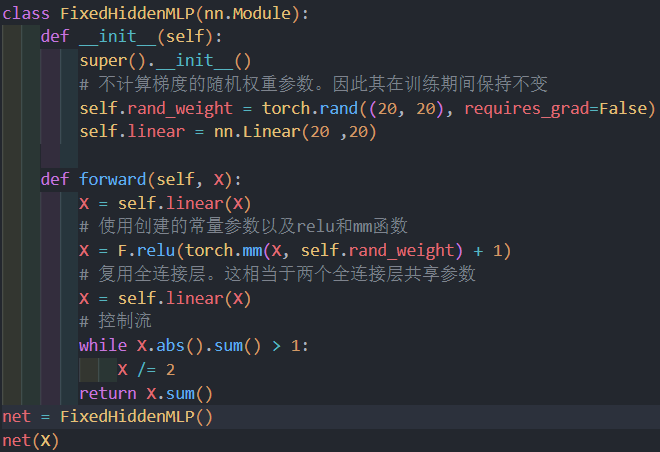 class FixedHiddenMLP(nn.Module):
    def __init__(self):
        super().__init__()
        # 不计算梯度的随机权重参数。因此其在训练期间保持不变
        self.rand_weight = torch.rand((20, 20), requires_grad=False)
        self.linear = nn.Linear(20 ,20)

    def forward(self, X):
        X = self.linear(X)
        # 使用创建的常量参数以及relu和mm函数
        X = F.relu(torch.mm(X, self.rand_weight) + 1)
        # 复用全连接层。这相当于两个全连接层共享参数
        X = self.linear(X)
        # 控制流
        while X.abs().sum() > 1:
            X /= 2
        return X.sum()
net = FixedHiddenMLP()
net(X)